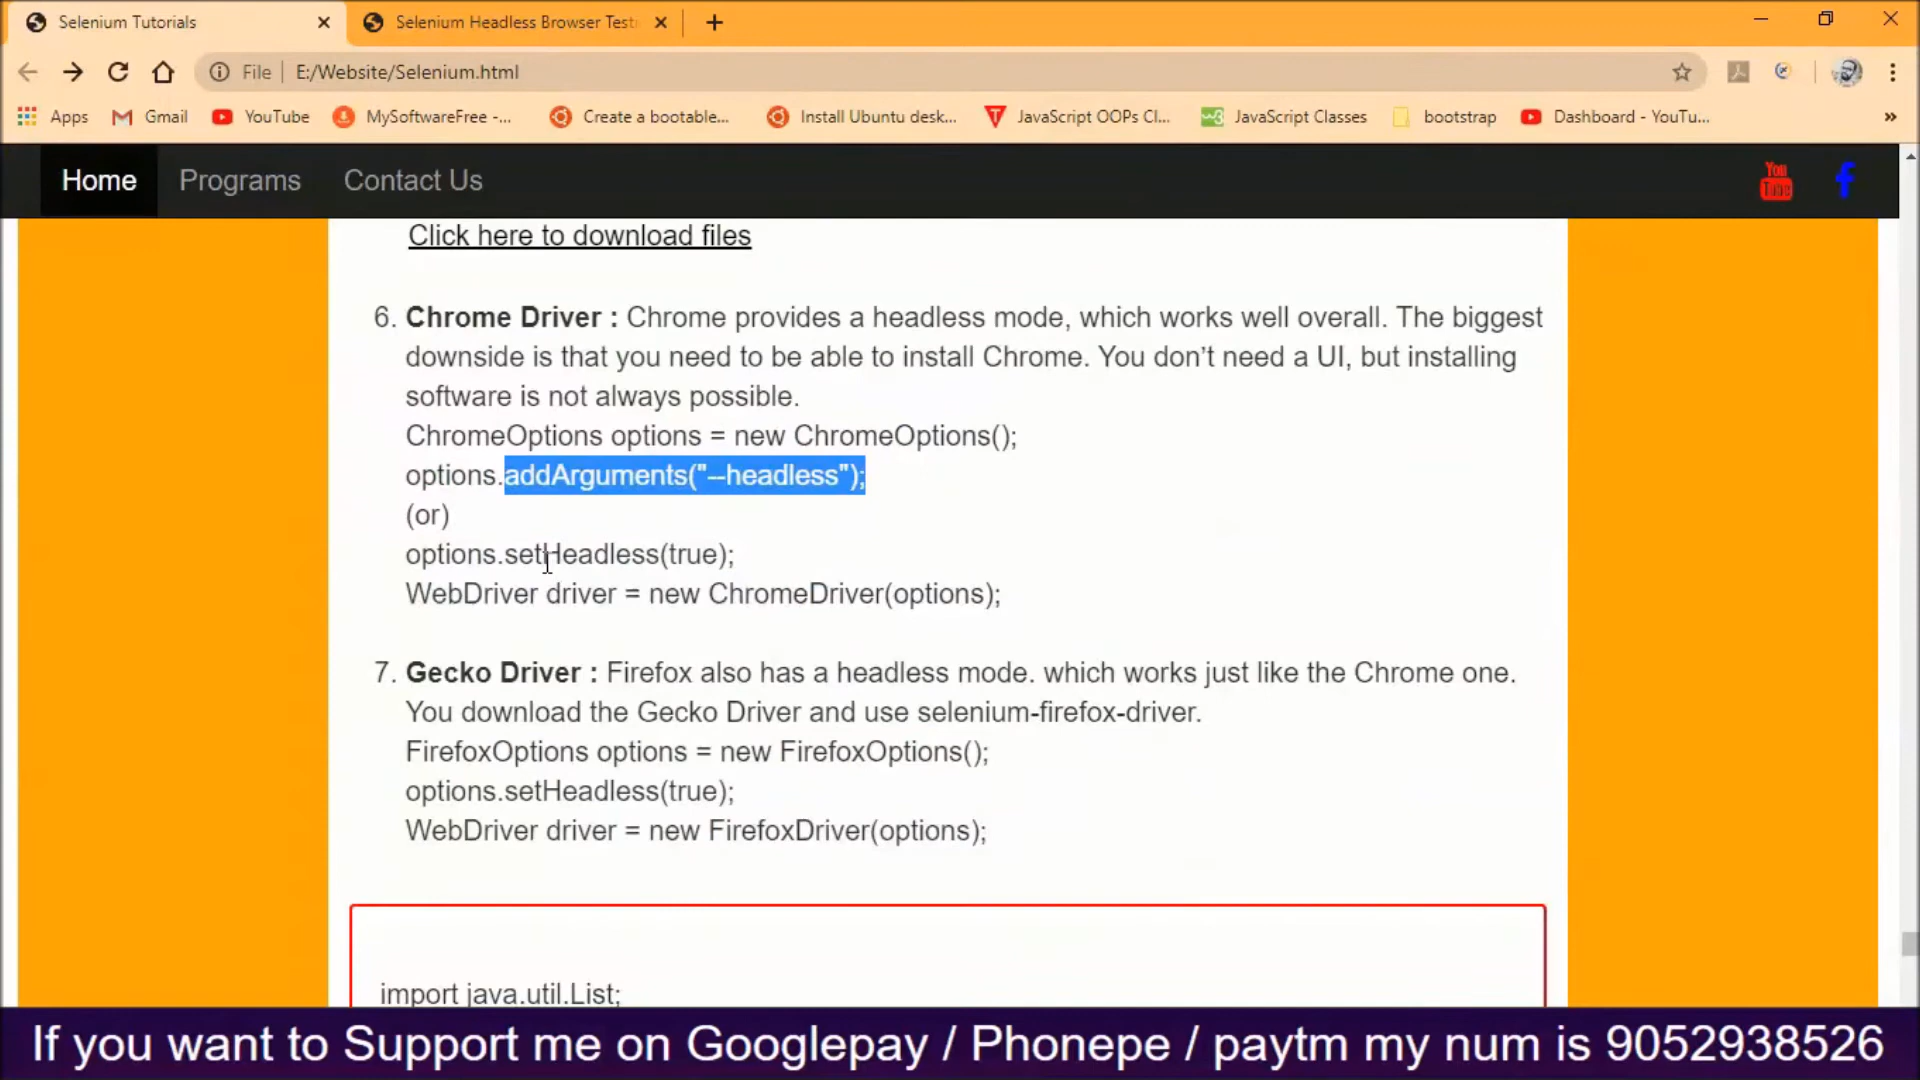 Selenium Tutorials
Selenium Headless Browser Test
File
E:/Website/Selenium.html
Apps
Gmail
YouTube
MySoftwareFree -...
Create a bootable...
Install Ubuntu desk...
JavaScript OOPs Cl...
JavaScript Classes
bootstrap
Dashboard - YouTu...
»
Home
Programs
Contact Us
You
Tube
Click here to download files
6. Chrome Driver : Chrome provides a headless mode, which works well overall. The biggest
downside is that you need to be able to install Chrome. You don’t need a UI, but installing
software is not always possible.
ChromeOptions options = new ChromeOptions();
options.addArguments("--headless");
(or)
options.setHeadless(true);
WebDriver driver = new ChromeDriver(options);
7. Gecko Driver : Firefox also has a headless mode. which works just like the Chrome one.
You download the Gecko Driver and use selenium-firefox-driver.
FirefoxOptions options = new FirefoxOptions();
options.setHeadless(true);
WebDriver driver = new FirefoxDriver(options);
import java.util.List;
If you want to Support me on Googlepay / Phonepe / paytm my num is 9052938526